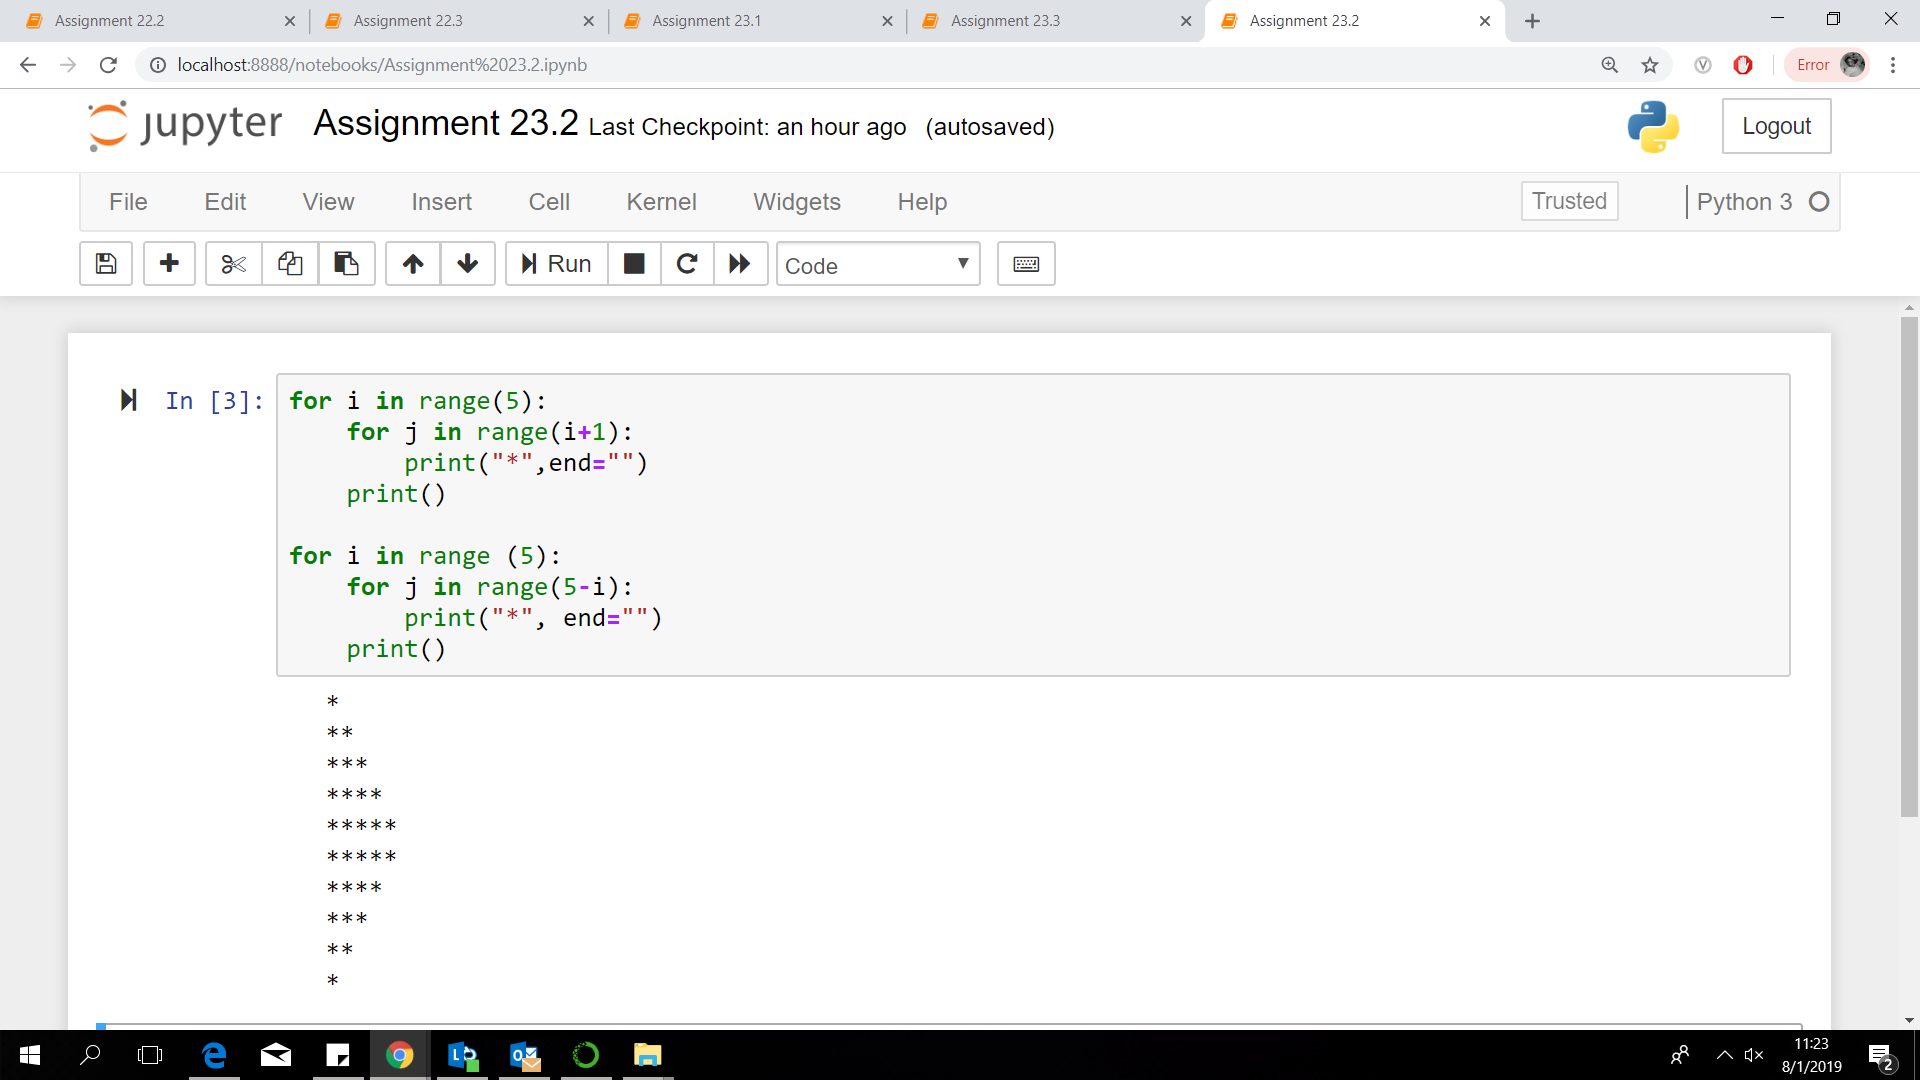 Assignment 22.2 Assignment 22.3 Assignment 23.1 Assignment 23.3 Assignment 23.2
localhost:8888/notebooks/Assignment%2023.2.ipynb Error
jupyter Assignment 23.2 Last Checkpoint: an hour ago (autosaved) Logout
File Edit View Insert Cell Kernel Widgets Help Trusted Python 3
Run Code
In [3]: for i in range(5):
    for j in range(i+1):
        print("*",end="")
    print()
for i in range (5):
    for j in range(5-i):
        print("*", end="")
    print()
*
**
***
****
*****
*****
****
***
**
*
11:23
8/1/2019
2